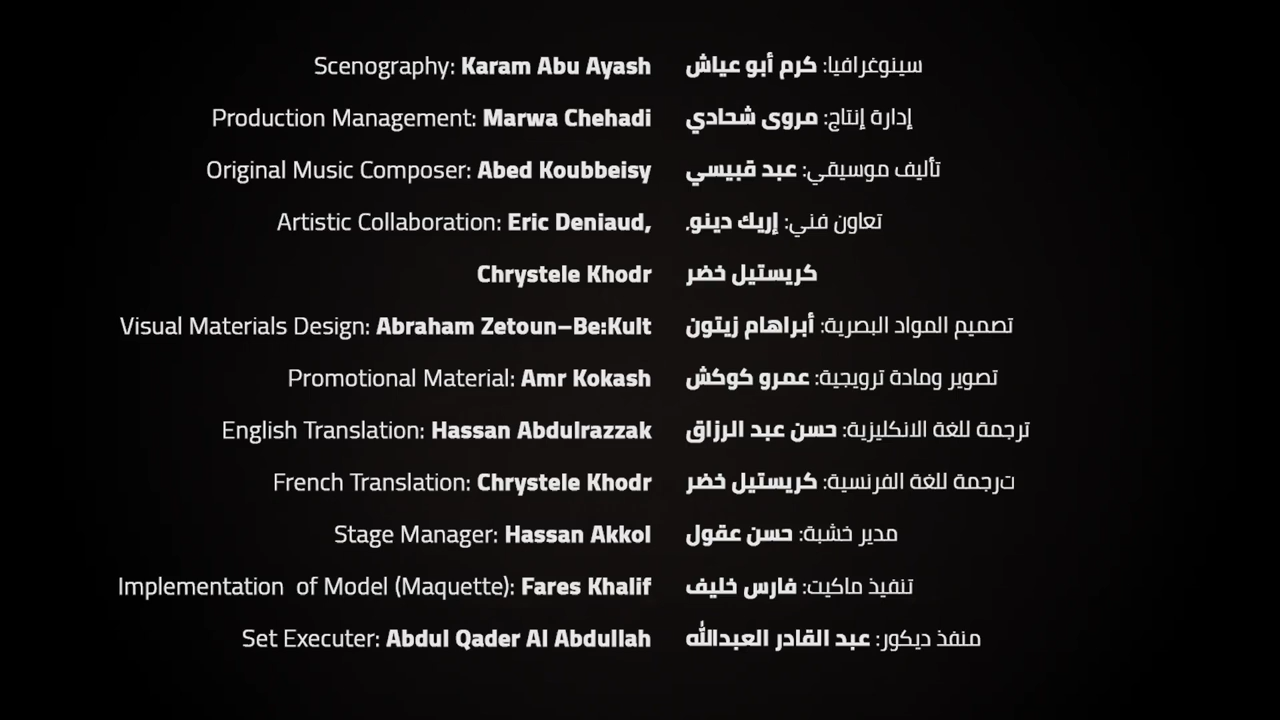 Scenography: Karam Abu Ayash سينوغرافيا: كرم أبو عياش
Production Management: Marwa Chehadi إدارة إنتاج: مروى شحادي
Original Music Composer: Abed Koubbeisy تأليف موسيقي: عبد قبيسي
Artistic Collaboration: Eric Deniaud, تعاون فني: إريك دينو,
Chrystele Khodr كريستيل خضر
Visual Materials Design: Abraham Zetoun–Be:Kult تصميم المواد البصرية: أبراهام زيتون
Promotional Material: Amr Kokash تصوير ومادة ترويجية: عمرو كوكش
English Translation: Hassan Abdulrazzak ترجمة للغة الانكليزية: حسن عبد الرزاق
French Translation: Chrystele Khodr ترجمة للغة الفرنسية: كريستيل خضر
Stage Manager: Hassan Akkol مدير خشبة: حسن عقول
Implementation  of Model (Maquette): Fares Khalif تنفيذ ماكيت: فارس خليف
Set Executer: Abdul Qader Al Abdullah منفذ ديكور: عبد القادر العبدالله